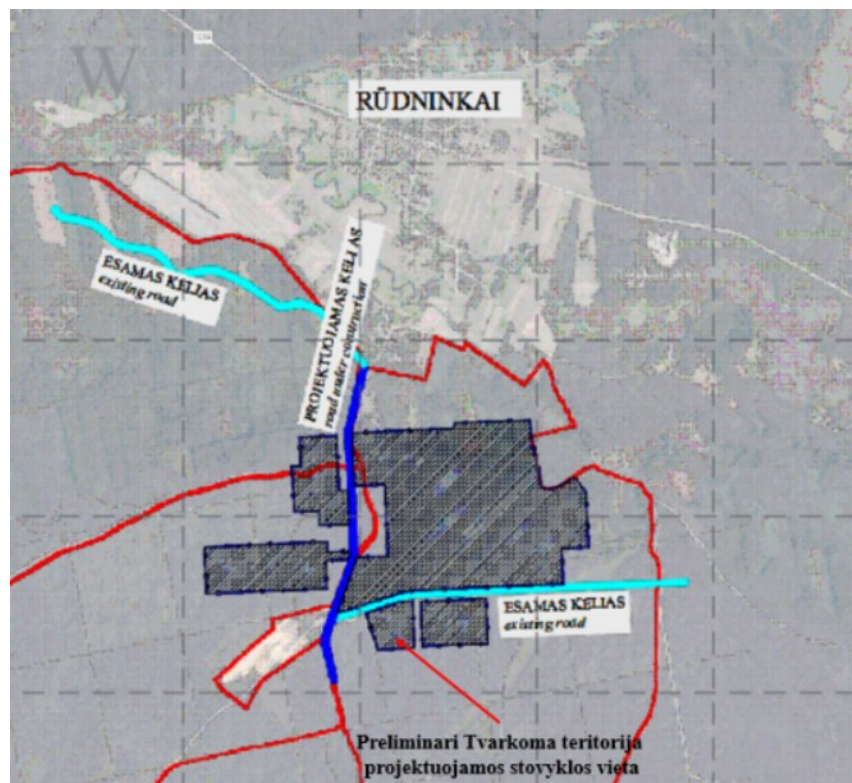 W
RŪDNINKAI
ESAMAS KELIAS
existing road
PROJEKTUOJAMAS KELIAS
road under construction
ESAMAS KELIAS
existing road
Preliminari Tvarkoma teritorija
projektuojamos stovyklos vieta